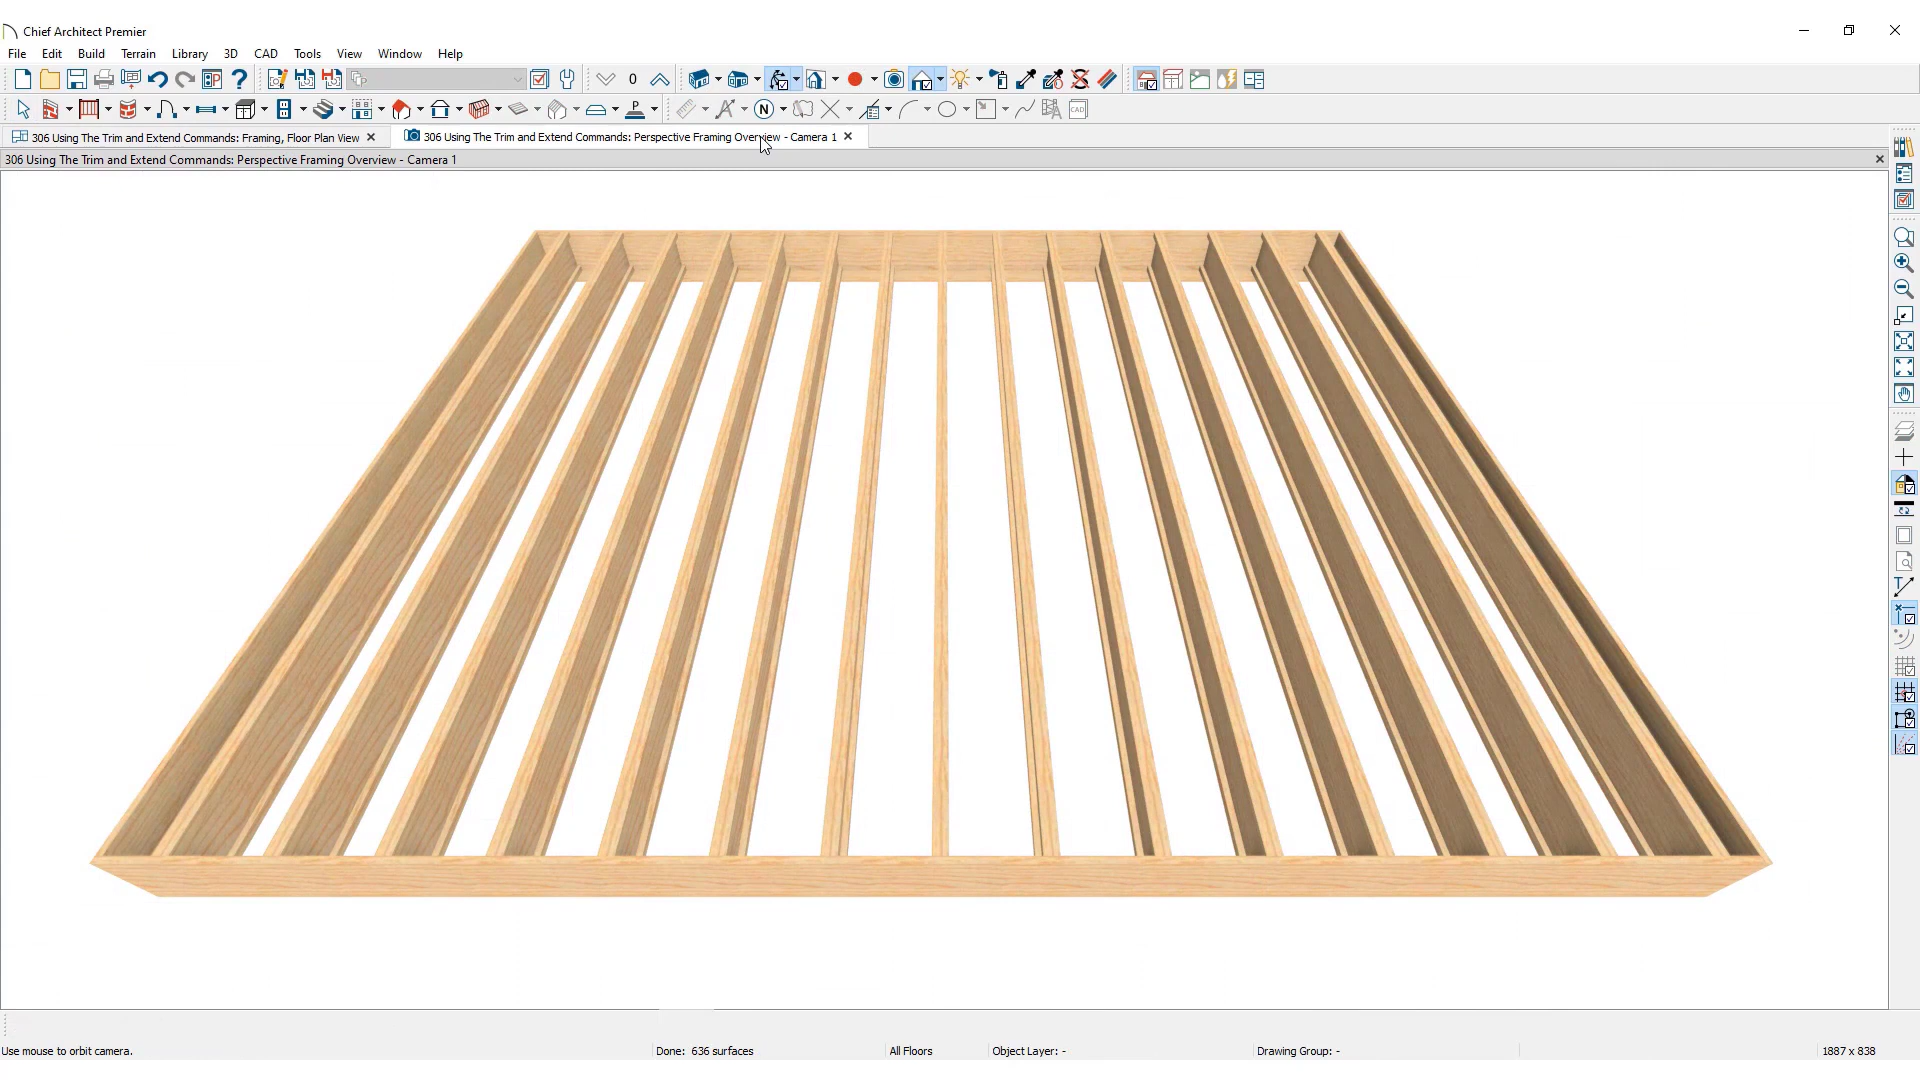 Chief Architect Premier
File Edit Build Terrain Library 3D CAD Tools View Window Help
0
N P CAD
306 Using The Trim and Extend Commands: Framing, Floor Plan View 306 Using The Trim and Extend Commands: Perspective Framing Overview - Camera 1
306 Using The Trim and Extend Commands: Perspective Framing Overview - Camera 1
T
Use mouse to orbit camera. Done: 636 surfaces All Floors Object Layer: - Drawing Group: - 1887 x 838